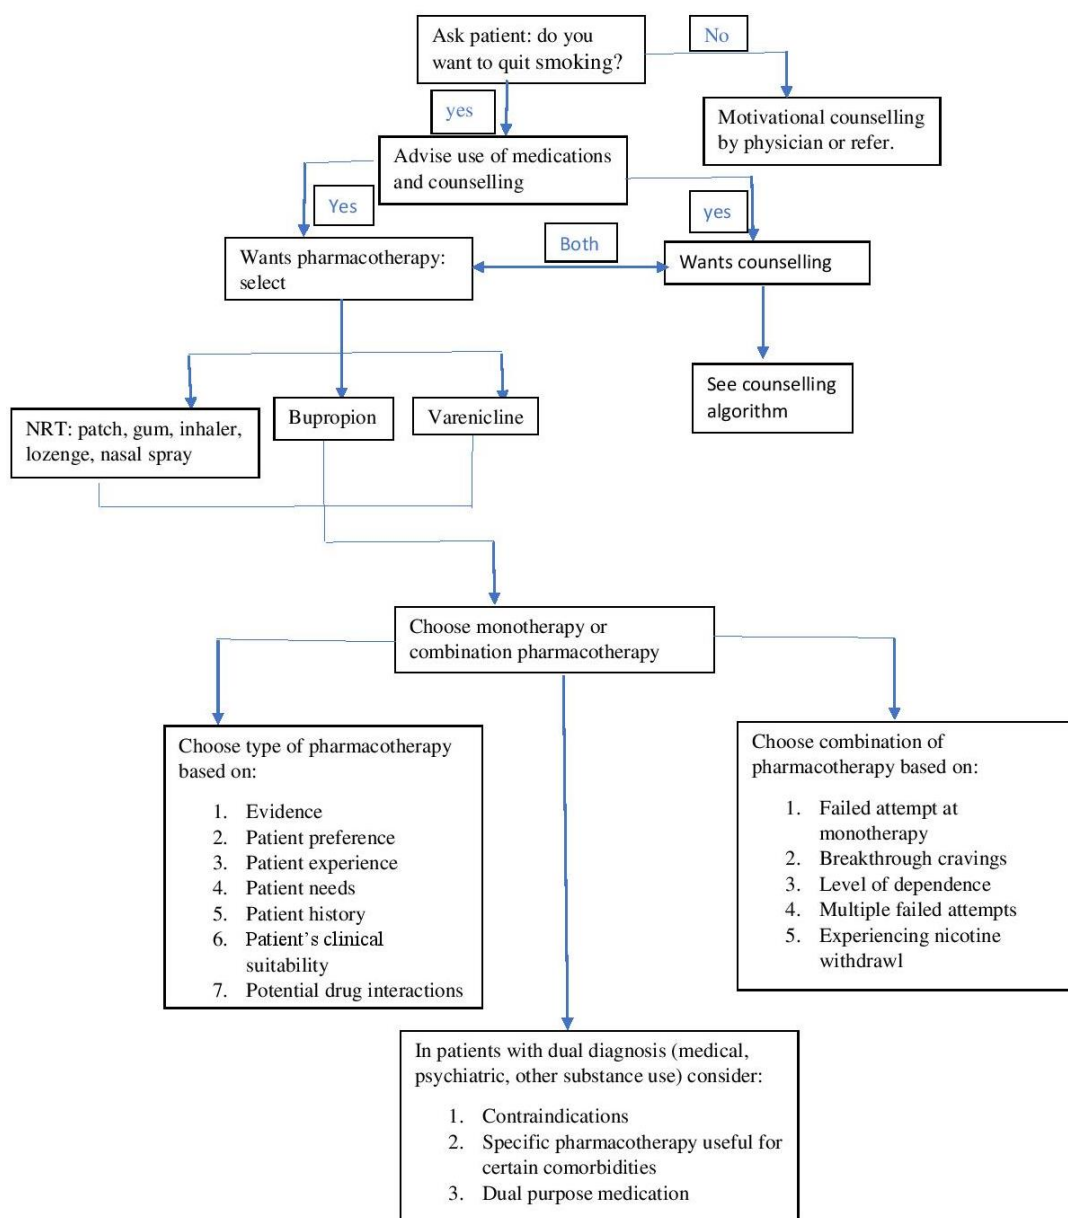 Ask patient: do you
want to quit smoking?
No
yes
Motivational counselling
by physician or refer.
Advise use of medications
and counselling
Yes
yes
Both
Wants pharmacotherapy:
select
Wants counselling
See counselling
algorithm
NRT: patch, gum, inhaler,
lozenge, nasal spray
Bupropion
Varenicline
Choose monotherapy or
combination pharmacotherapy
Choose type of pharmacotherapy
based on:
1. Evidence
2. Patient preference
3. Patient experience
4. Patient needs
5. Patient history
6. Patient’s clinical
suitability
7. Potential drug interactions
Choose combination of
pharmacotherapy based on:
1. Failed attempt at
monotherapy
2. Breakthrough cravings
3. Level of dependence
4. Multiple failed attempts
5. Experiencing nicotine
withdrawl
In patients with dual diagnosis (medical,
psychiatric, other substance use) consider:
1. Contraindications
2. Specific pharmacotherapy useful for
certain comorbidities
3. Dual purpose medication